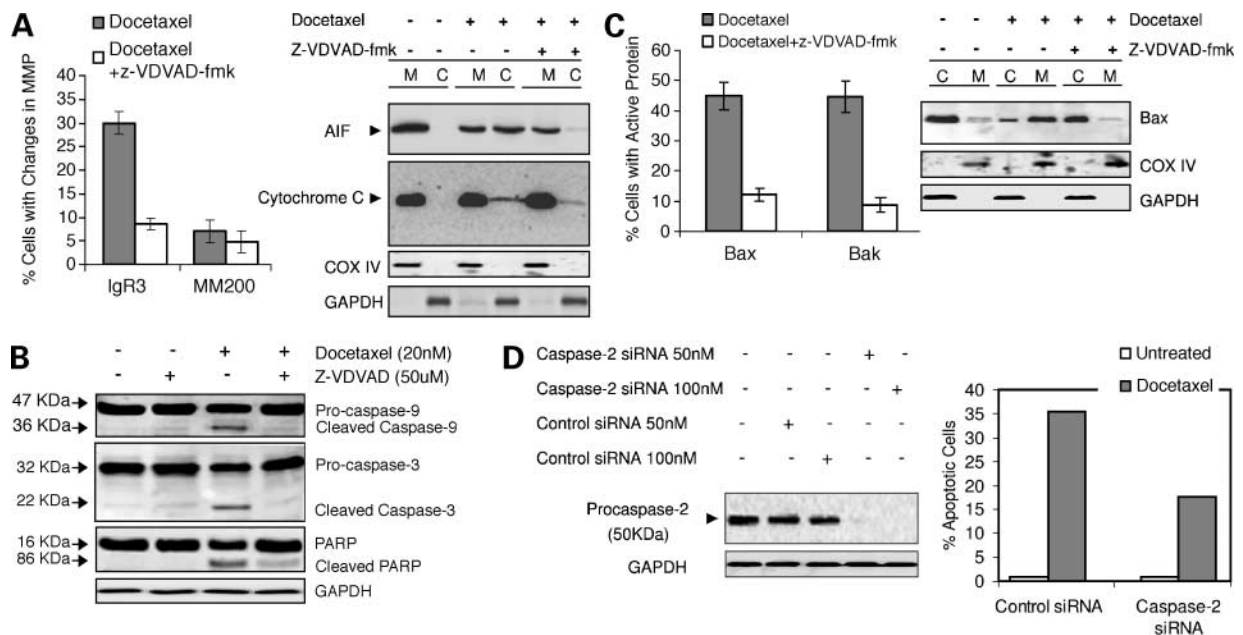 A
Docetaxel
Docetaxel
+z-VDVAD-fmk
% Cells with Changes in MMP
40
35
30
25
20
15
10
5
0
IgR3 MM200
Docetaxel - - + + + +
Z-VDVAD-fmk - - - - + +
M C M C M C
AIF
Cytochrome C
COX IV
GAPDH
B
- - + + Docetaxel (20nM)
- + - + Z-VDVAD (50uM)
47 KDa
36 KDa
Pro-caspase-9
Cleaved Caspase-9
32 KDa
22 KDa
Pro-caspase-3
Cleaved Caspase-3
16 KDa
86 KDa
PARP
Cleaved PARP
GAPDH
C
Docetaxel
Docetaxel+z-VDVAD-fmk
% Cells with Active Protein
60
50
40
30
20
10
0
Bax Bak
- - + + + + Docetaxel
- - - - + + Z-VDVAD-fmk
C M C M C M
Bax
COX IV
GAPDH
D
Caspase-2 siRNA 50nM - - - + -
Caspase-2 siRNA 100nM - - - - +
Control siRNA 50nM - + - - -
Control siRNA 100nM - - + - -
Procaspase-2
(50KDa)
GAPDH
Untreated
Docetaxel
% Apoptotic Cells
40
35
30
25
20
15
10
5
0
Control siRNA Caspase-2
siRNA